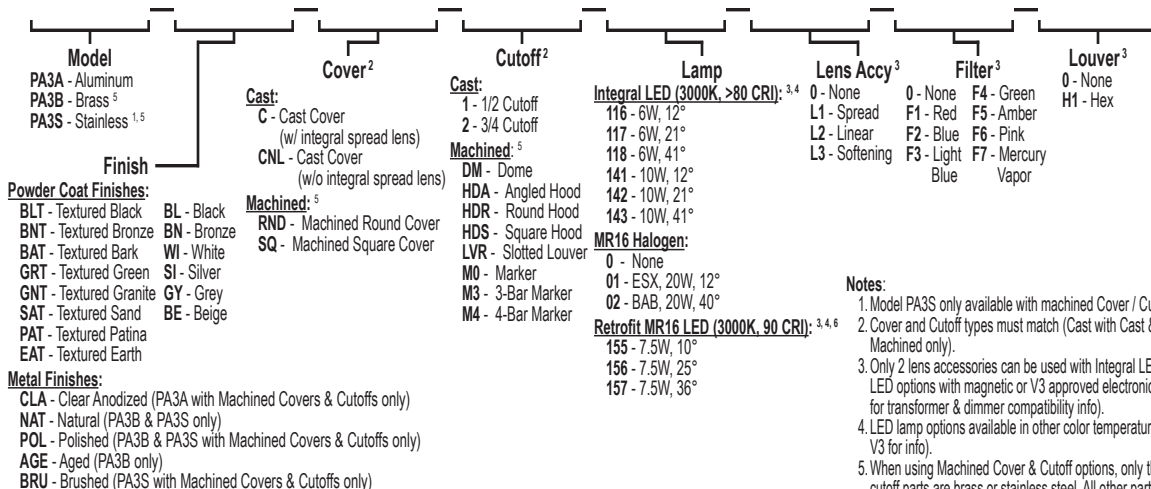 Model
PA3A - Aluminum
PA3B - Brass 5
PA3S - Stainless 1, 5
Finish
Powder Coat Finishes:
BLT - Textured Black
BNT - Textured Bronze
BAT - Textured Bark
GRT - Textured Green
GNT - Textured Granite
SAT - Textured Sand
PAT - Textured Patina
EAT - Textured Earth
BL - Black
BN - Bronze
WI - White
SI - Silver
GY - Grey
BE - Beige
Metal Finishes:
CLA - Clear Anodized (PA3A with Machined Covers & Cutoffs only)
NAT - Natural (PA3B & PA3S only)
POL - Polished (PA3B & PA3S with Machined Covers & Cutoffs only)
AGE - Aged (PA3B only)
BRU - Brushed (PA3S with Machined Covers & Cutoffs only)
Cover 2
Cast:
C - Cast Cover
(w/ integral spread lens)
CNL - Cast Cover
(w/o integral spread lens)
Machined: 5
RND - Machined Round Cover
SQ - Machined Square Cover
Cutoff 2
Cast:
1 - 1/2 Cutoff
2 - 3/4 Cutoff
Machined: 5
DM - Dome
HDA - Angled Hood
HDR - Round Hood
HDS - Square Hood
LVR - Slotted Louver
M0 - Marker
M3 - 3-Bar Marker
M4 - 4-Bar Marker
Lamp
Integral LED (3000K, >80 CRI): 3, 4
116 - 6W, 12°
117 - 6W, 21°
118 - 6W, 41°
141 - 10W, 12°
142 - 10W, 21°
143 - 10W, 41°
MR16 Halogen:
0 - None
01 - ESX, 20W, 12°
02 - BAB, 20W, 40°
Retrofit MR16 LED (3000K, 90 CRI): 3, 4, 6
155 - 7.5W, 10°
156 - 7.5W, 25°
157 - 7.5W, 36°
Lens Accy 3
0 - None
L1 - Spread
L2 - Linear
L3 - Softening
Filter 3
0 - None
F1 - Red
F2 - Blue
F3 - Light
Blue
F4 - Green
F5 - Amber
F6 - Pink
F7 - Mercury
Vapor
Louver 3
0 - None
H1 - Hex
Notes:
1. Model PA3S only available with machined Cover /
2. Cover and Cutoff types must match (Cast with Cast
Machined only).
3. Only 2 lens accessories can be used with Integral
LED options with magnetic or V3 approved
for transformer & dimmer compatibility info).
4. LED lamp options available in other color
V3 for info).
5. When using Machined Cover & Cutoff options, only
cutoff parts are brass or stainless steel. All other